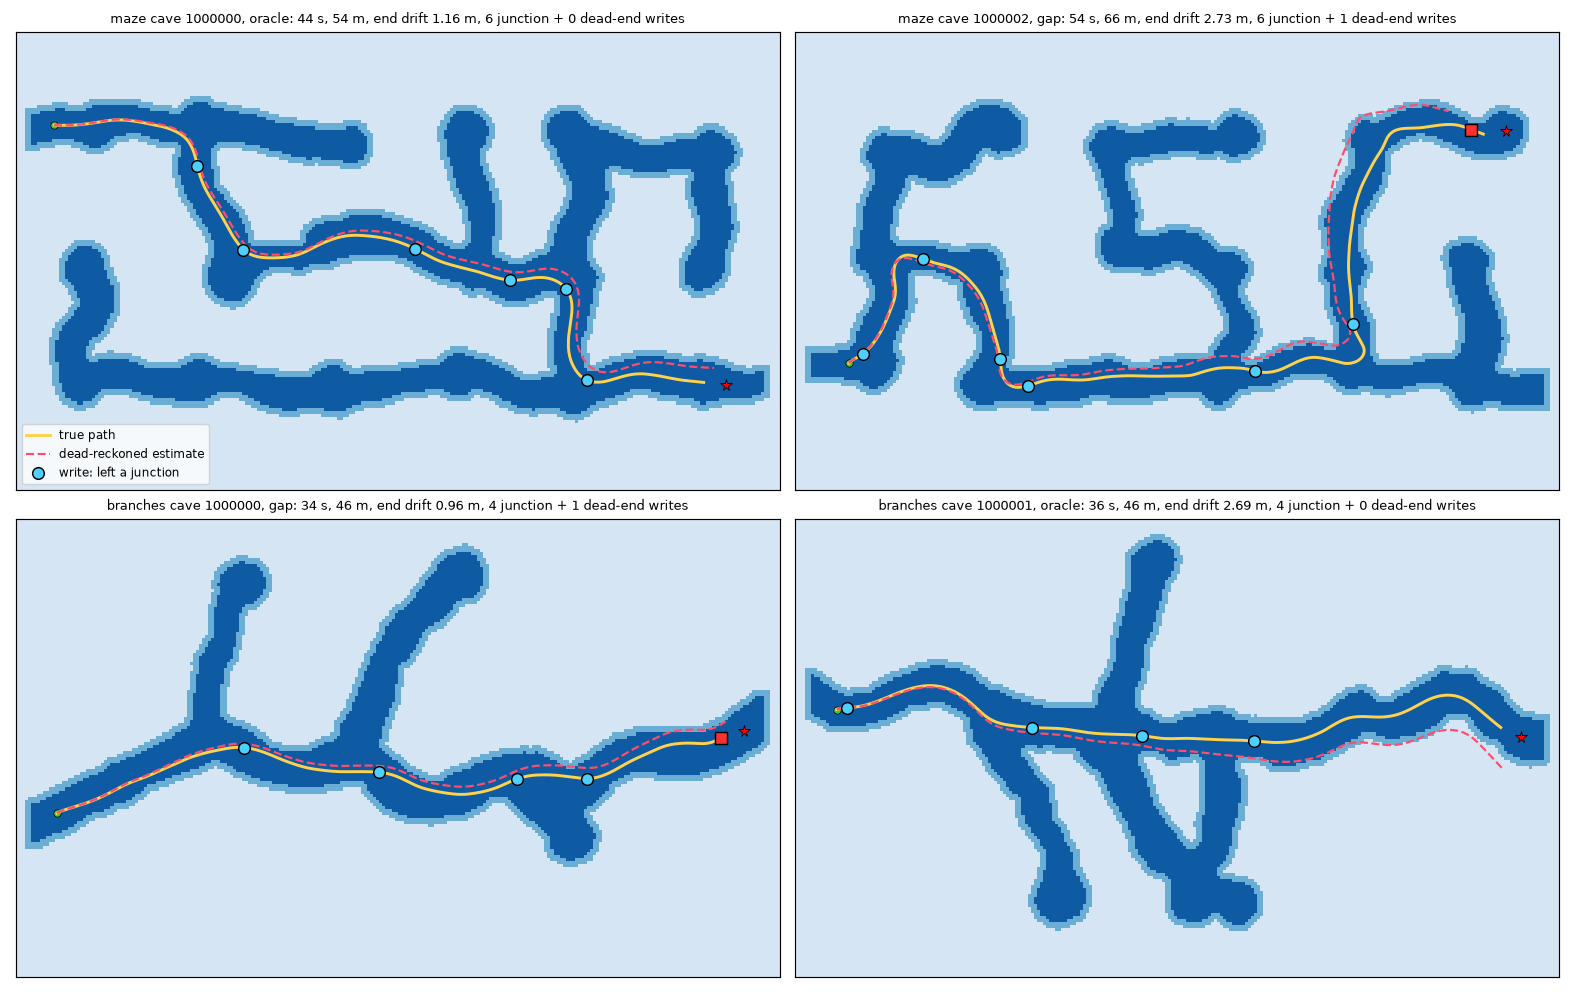 maze cave 1000000, oracle: 44 s, 54 m, end drift 1.16 m, 6 junction + 0 dead-end writes
maze cave 1000002, gap: 54 s, 66 m, end drift 2.73 m, 6 junction + 1 dead-end writes
true path
dead-reckoned estimate
write: left a junction
branches cave 1000000, gap: 34 s, 46 m, end drift 0.96 m, 4 junction + 1 dead-end writes
branches cave 1000001, oracle: 36 s, 46 m, end drift 2.69 m, 4 junction + 0 dead-end writes